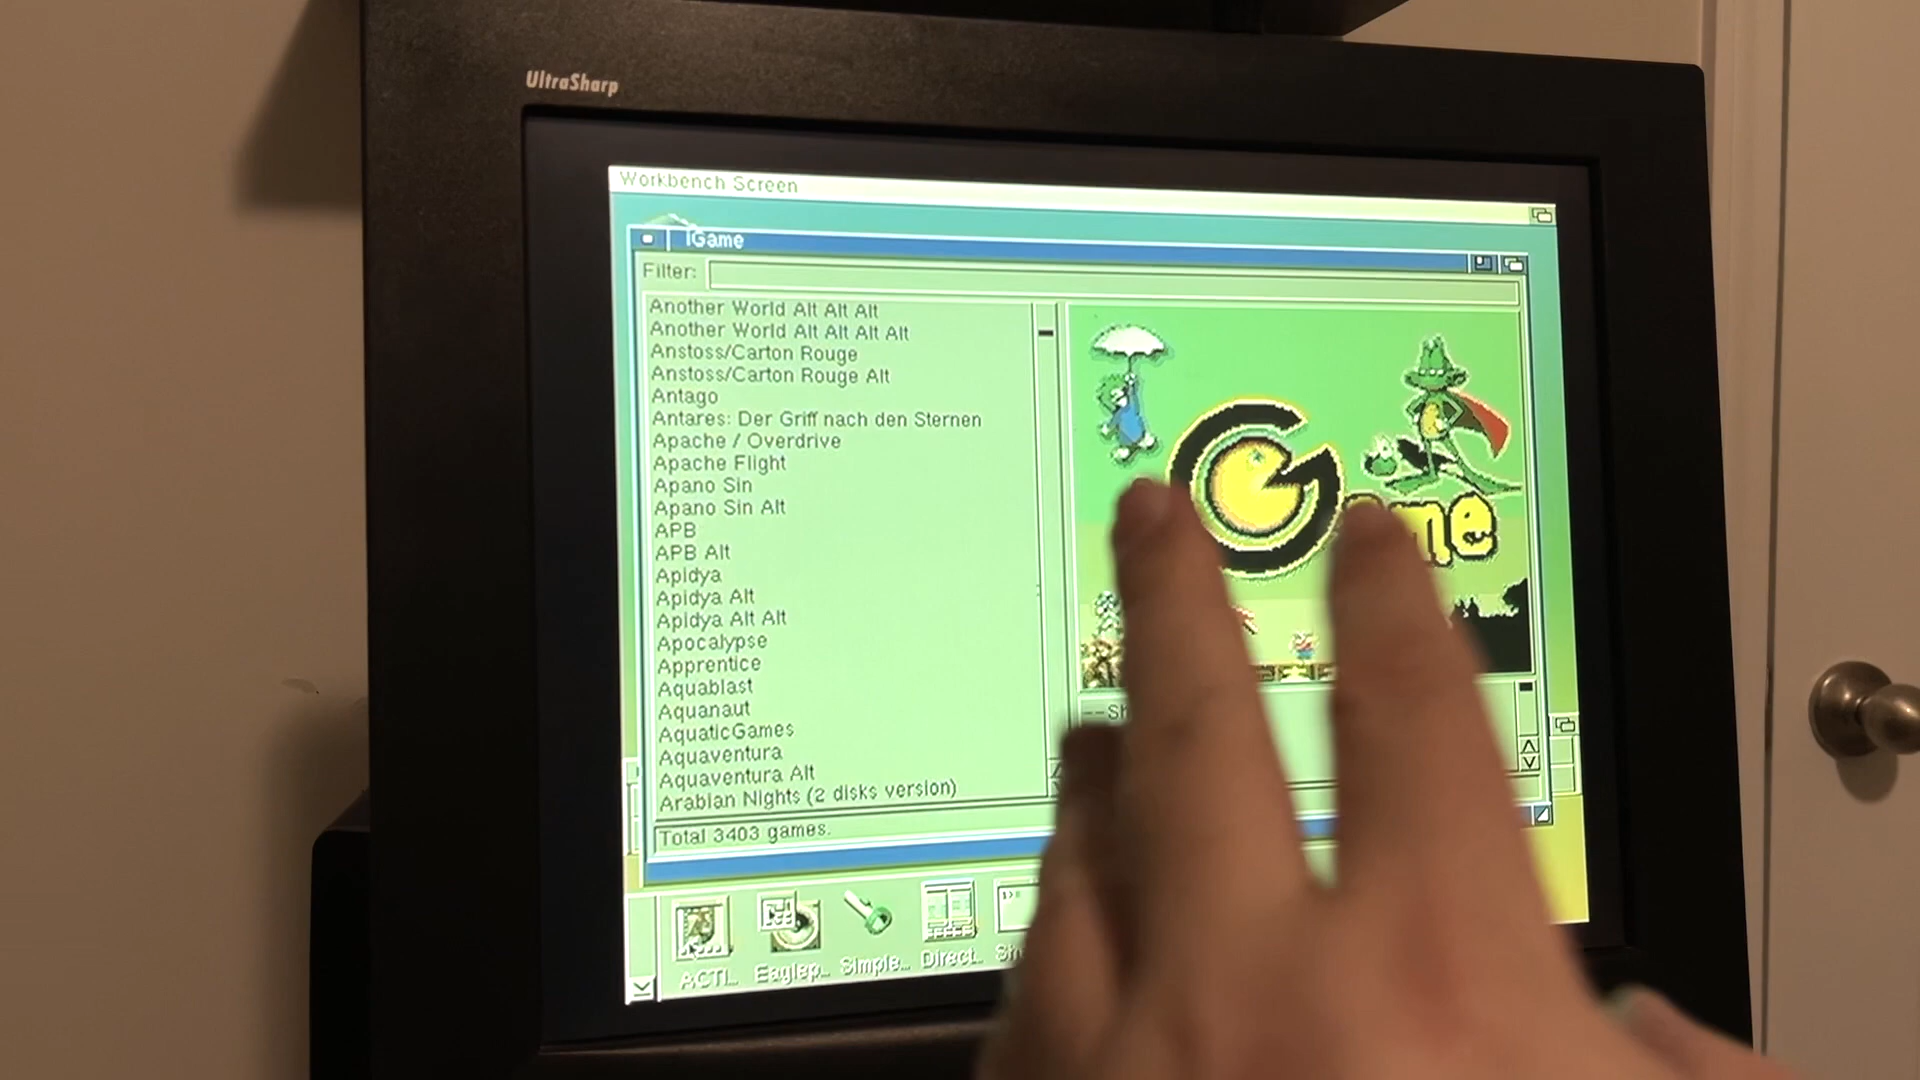 UltraSharp
Workbench Screen
iGame
Filter:
Another World Alt Alt Alt
Another World Alt Alt Alt Alt
Anstoss/Carton Rouge
Anstoss/Carton Rouge Alt
Antago
Antares: Der Griff nach den Sternen
Apache / Overdrive
Apache Flight
Apano Sin
Apano Sin Alt
APB
APB Alt
Apidya
Apidya Alt
Apidya Alt Alt
Apocalypse
Apprentice
Aquablast
Aquanaut
AquaticGames
Aquaventura
Aquaventura Alt
Arabian Nights (2 disks version)
Total 3403 games.
--Sh
ACTI...
Eaglep...
Simple...
Direct...
Sh